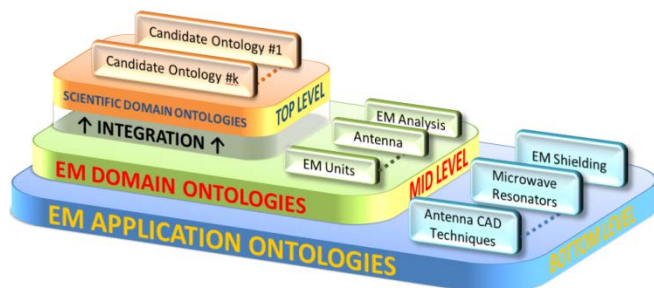 Candidate Ontology #1
Candidate Ontology #k
SCIENTIFIC DOMAIN ONTOLOGIES
TOP LEVEL
↑ INTEGRATION ↑
EM Analysis
Antenna
EM Units
EM DOMAIN ONTOLOGIES
MID LEVEL
EM Shielding
Microwave
Resonators
Antenna CAD
Techniques
EM APPLICATION ONTOLOGIES
BOTTOM LEVEL